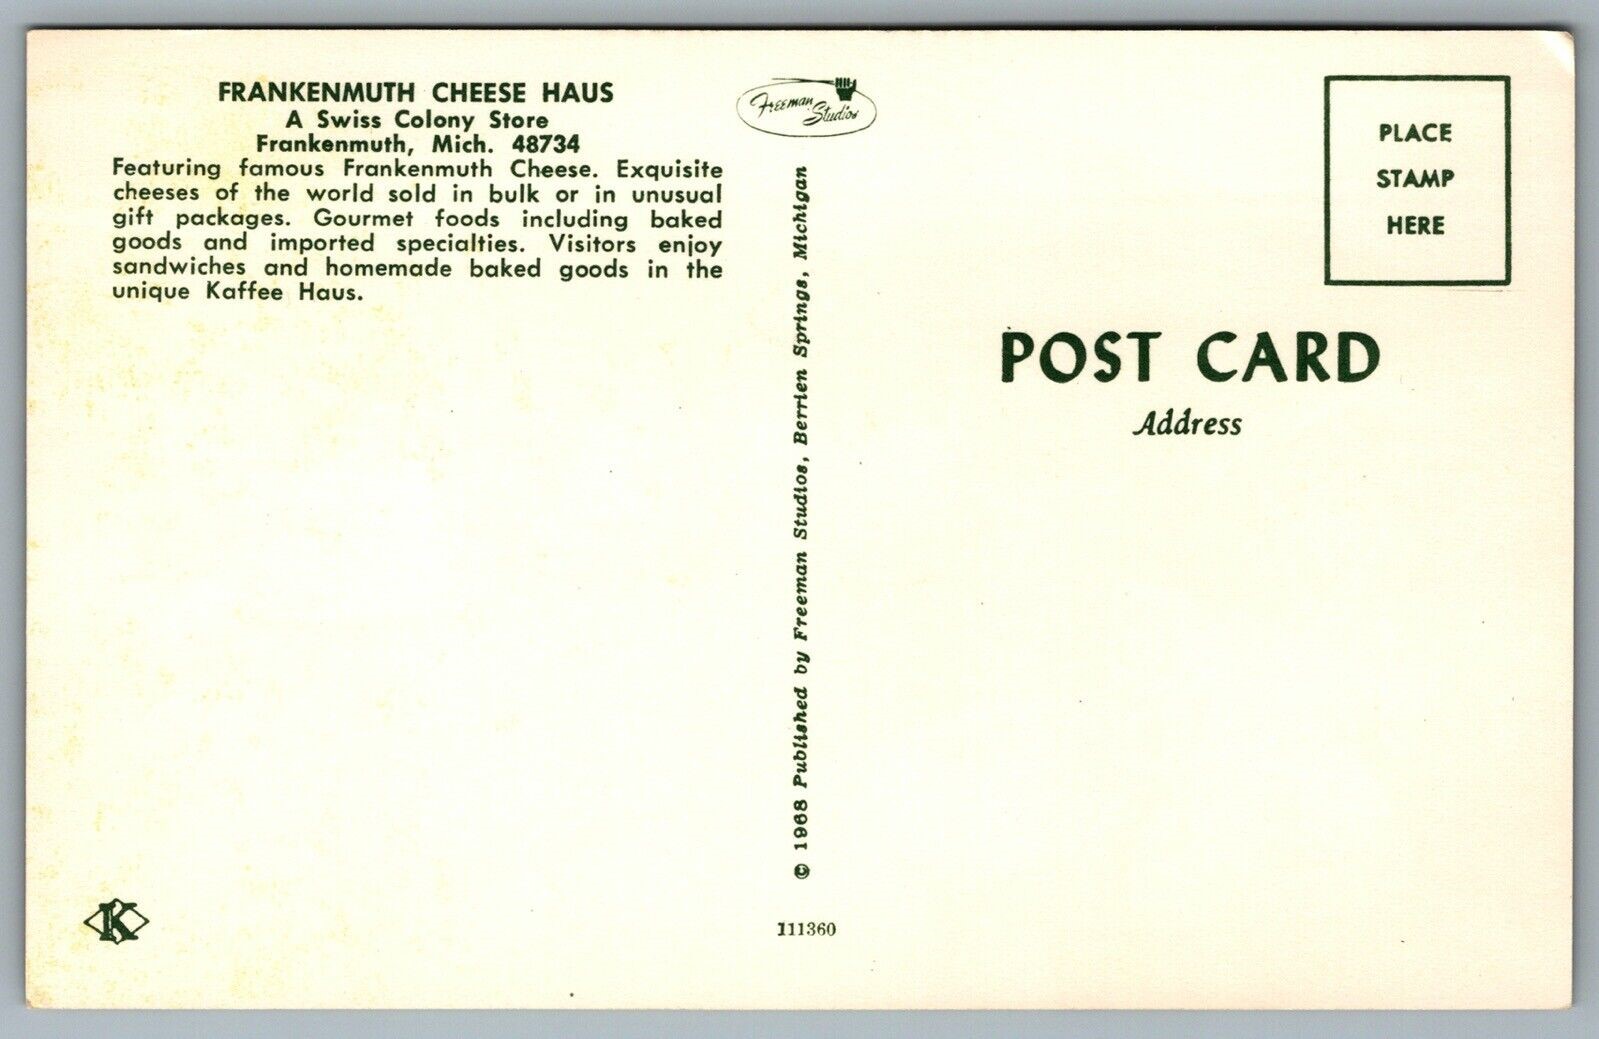 FRANKENMUTH CHEESE HAUS
A Swiss Colony Store
Frankenmuth, Mich. 48734
Featuring famous Frankenmuth Cheese. Exquisite
cheeses of the world sold in bulk or in unusual
gift packages. Gourmet foods including baked
goods and imported specialties. Visitors enjoy
sandwiches and homemade baked goods in the
unique Kaffee Haus.
K
Freeman
Studios
© 1968 Published by Freeman Studios, Berrien Springs, Michigan
111360
PLACE
STAMP
HERE
POST CARD
Address